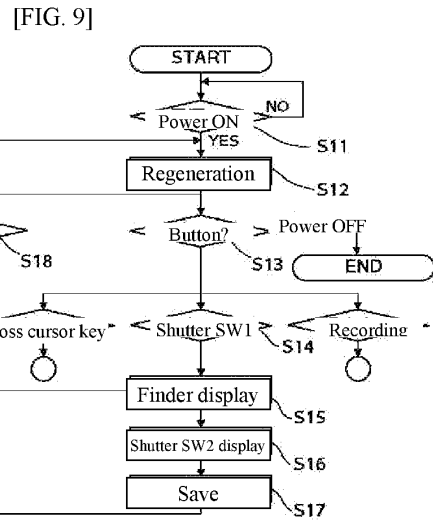 [FIG. 9]
START
NO
Power ON
S11
YES
Regeneration
S12
Button?
Power OFF
S18
S13
END
oss cursor key
Shutter SW1
S14
Recording
Finder display
S15
Shutter SW2 display
S16
Save
S17